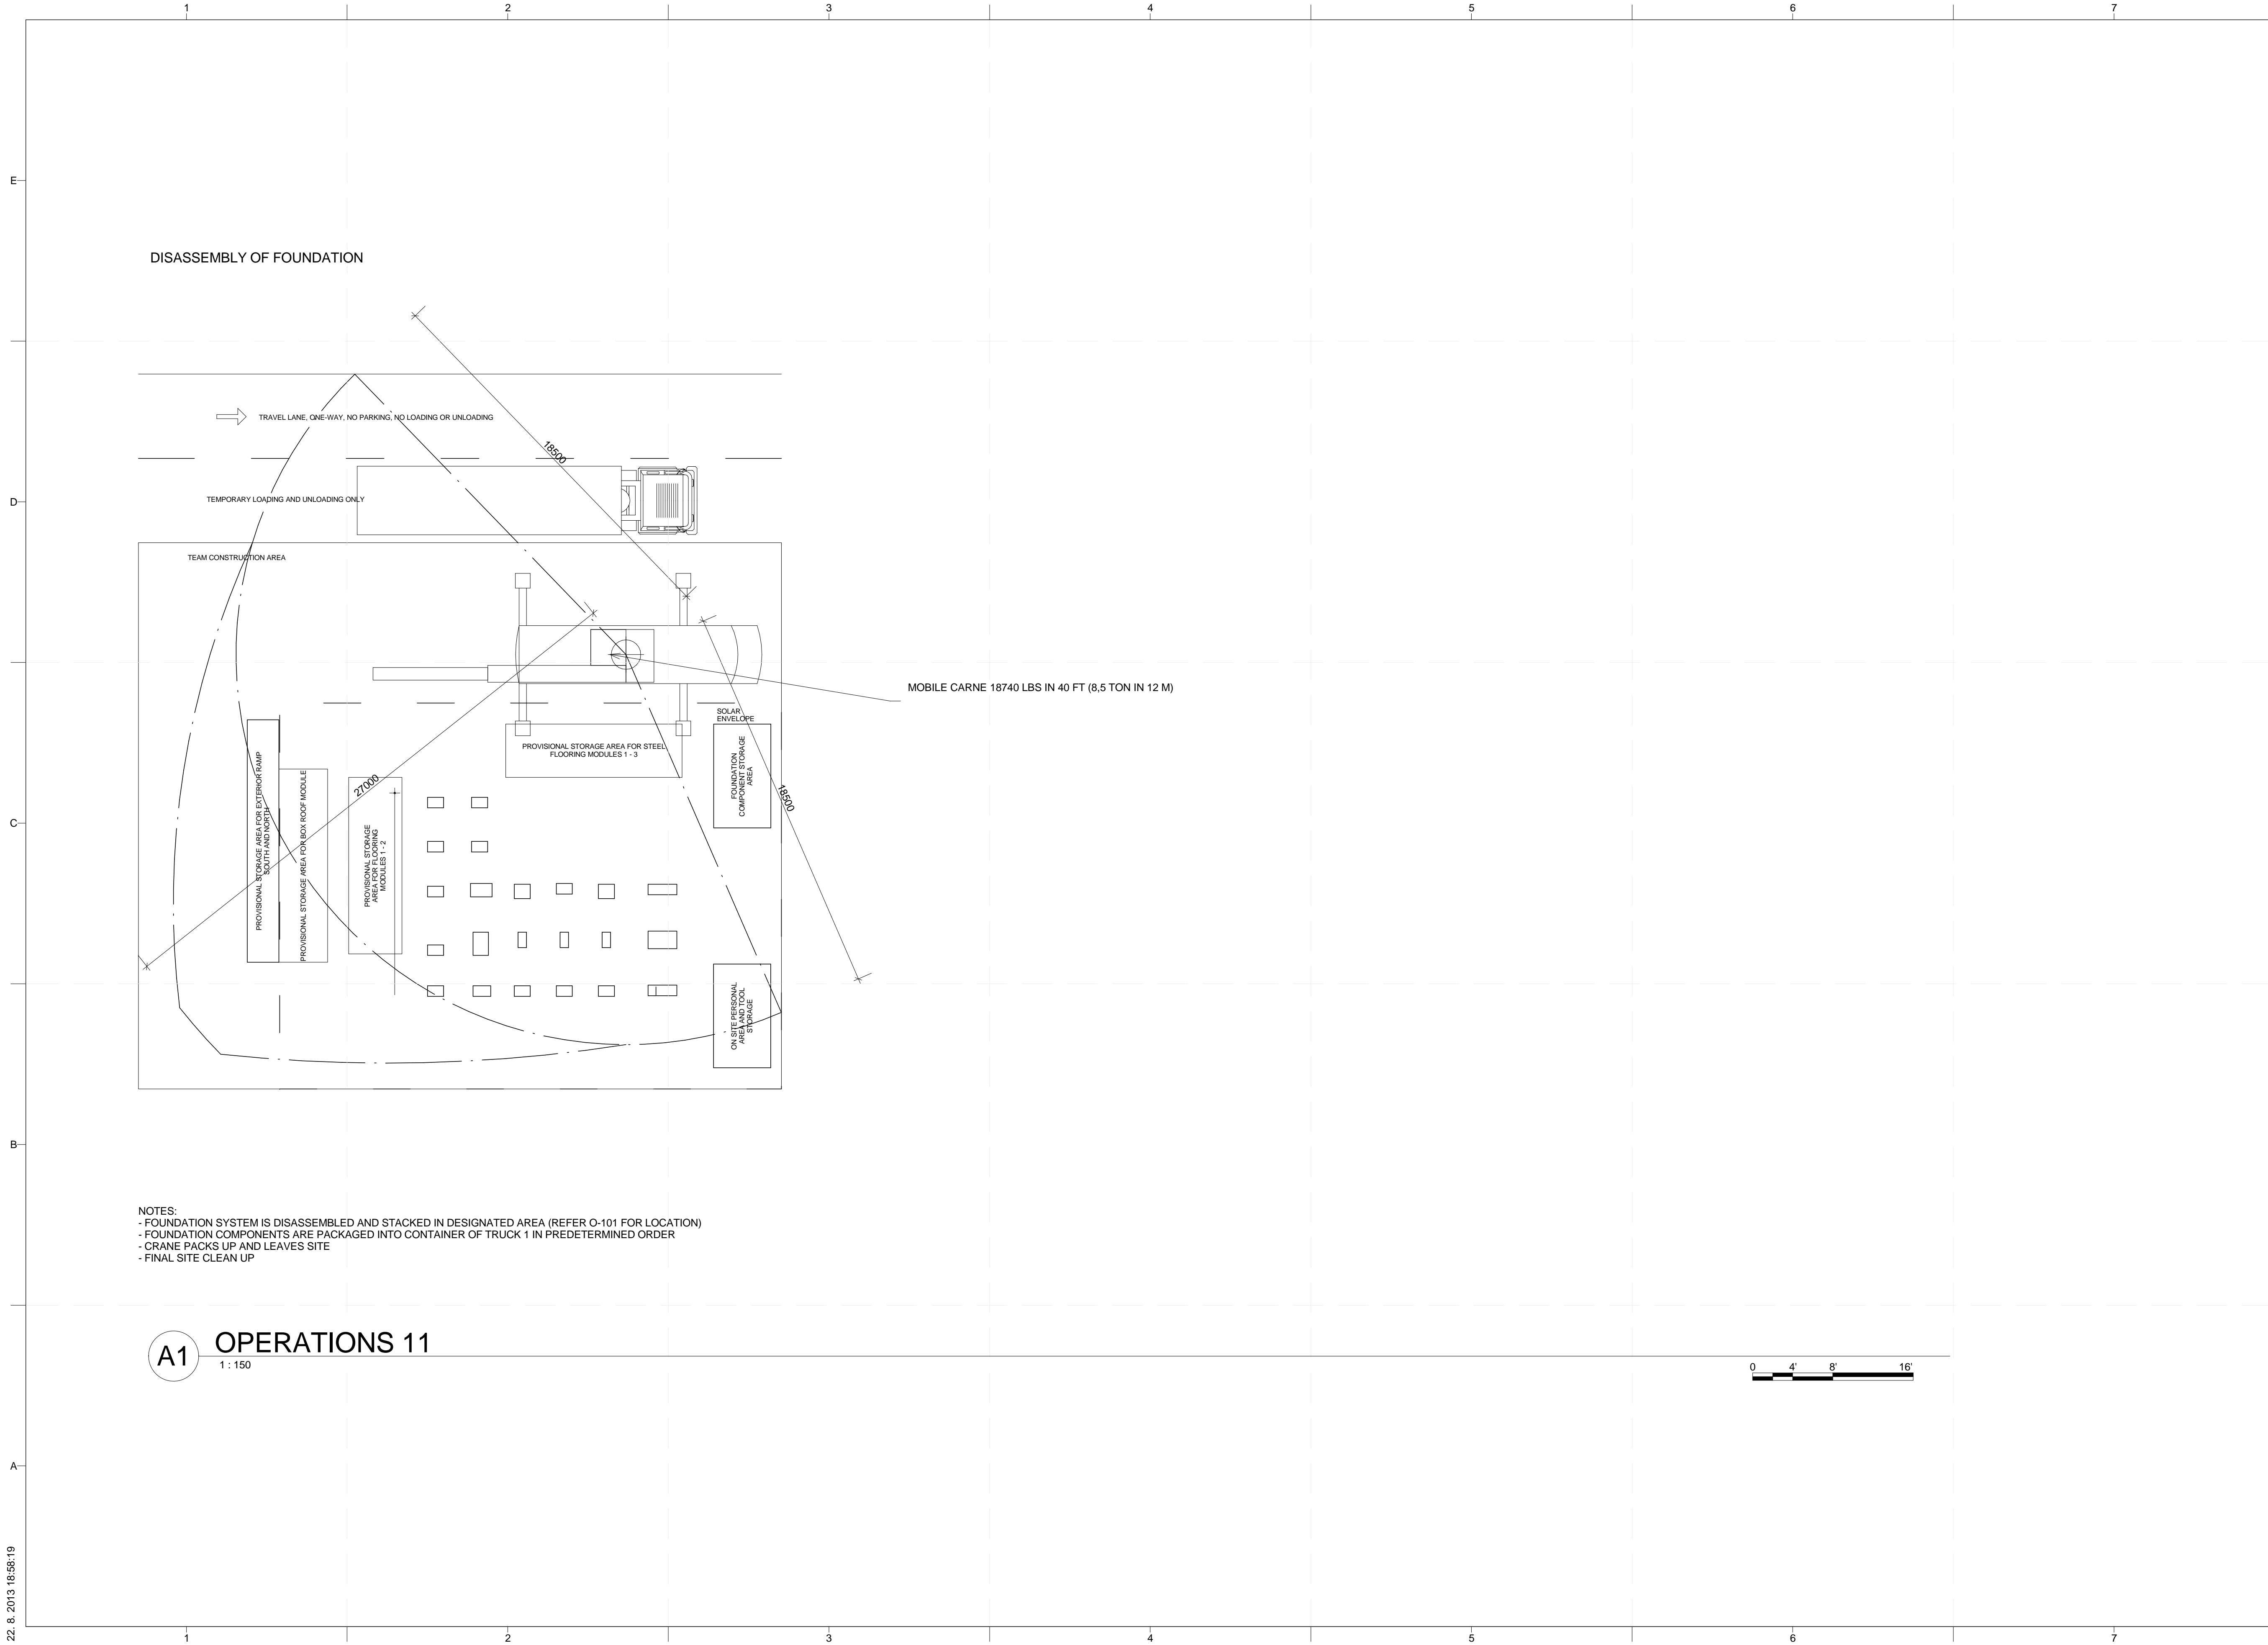 1 2 3 4 5 6 7
E
DISASSEMBLY OF FOUNDATION
TRAVEL LANE, ONE-WAY, NO PARKING, NO LOADING OR UNLOADING
18500
D
TEMPORARY LOADING AND UNLOADING ONLY
TEAM CONSTRUCTION AREA
MOBILE CARNE 18740 LBS IN 40 FT (8,5 TON IN 12 M)
SOLAR
ENVELOPE
PROVISIONAL STORAGE AREA FOR STEEL
FLOORING MODULES 1 - 3
FOUNDATION
COMPONENT STORAGE
AREA
27000
18500
C
PROVISIONAL STORAGE AREA FOR EXTERIOR RAMP
SOUTH AND NORTH
PROVISIONAL STORAGE AREA FOR BOX ROOF MODULE
PROVISIONAL STORAGE
AREA FOR FLOORING
MODULES 1 - 2
ON SITE PERSONAL
AREA AND TOOL
STORAGE
B
NOTES:
- FOUNDATION SYSTEM IS DISASSEMBLED AND STACKED IN DESIGNATED AREA (REFER O-101 FOR LOCATION)
- FOUNDATION COMPONENTS ARE PACKAGED INTO CONTAINER OF TRUCK 1 IN PREDETERMINED ORDER
- CRANE PACKS UP AND LEAVES SITE
- FINAL SITE CLEAN UP
A1
OPERATIONS 11
1 : 150
0 4' 8' 16'
A
22. 8. 2013 18:58:19
1 2 3 4 5 6 7